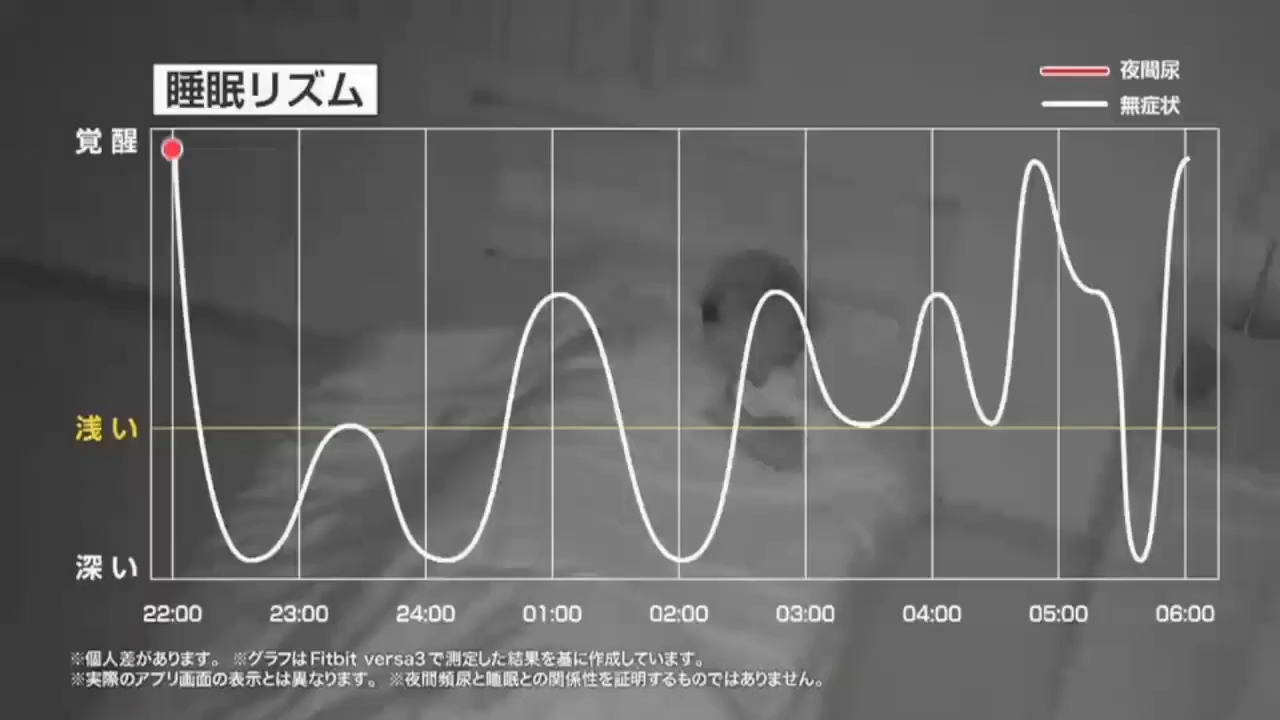 睡眠リズム
夜間尿
無症状
覚醒
浅い
深い
22:00 23:00 24:00 01:00 02:00 03:00 04:00 05:00 06:00
※個人差があります。 ※グラフはFitbit versa3で測定した結果を基に作成しています。
※実際のアプリ画面の表示とは異なります。 ※夜間頻尿と睡眠との関係性を証明するものではありません。